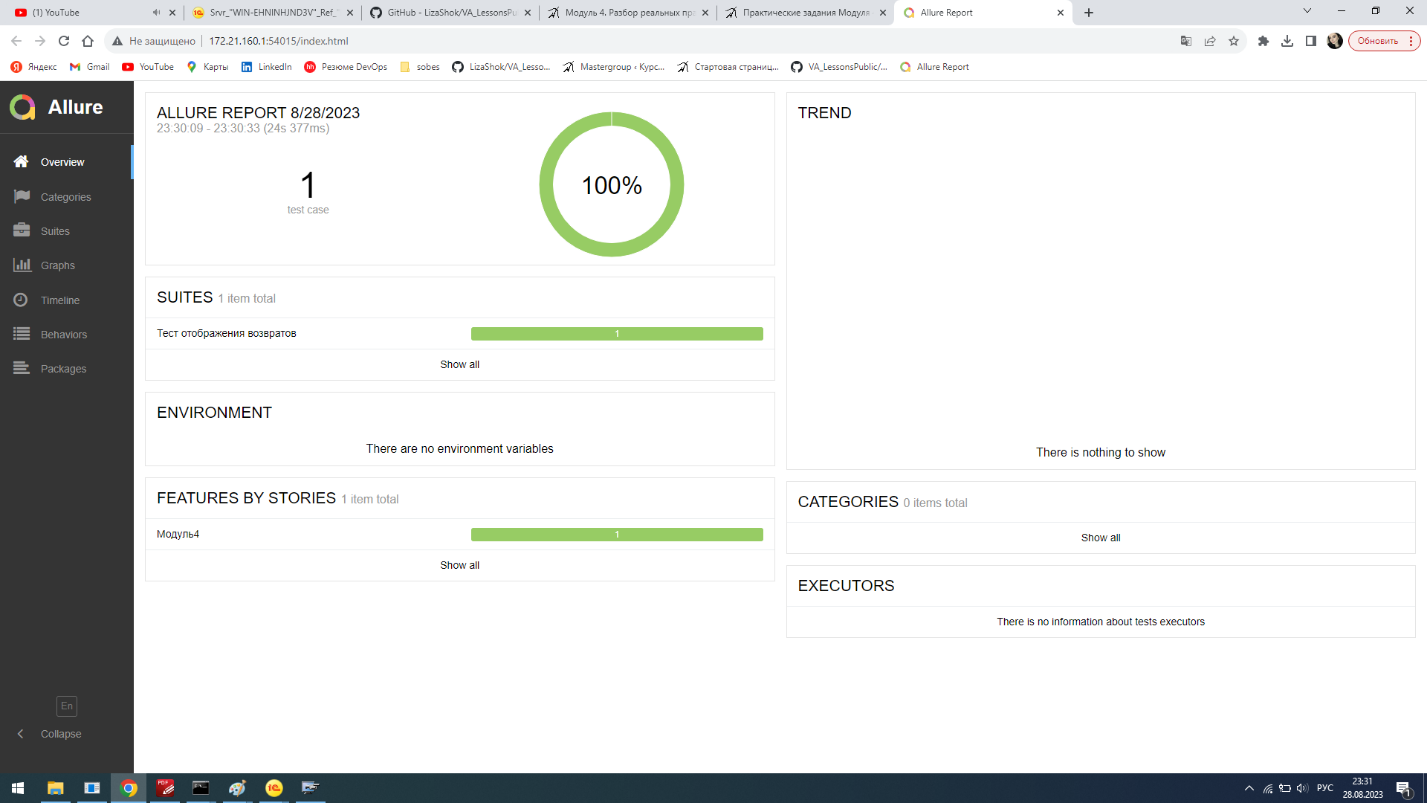 (1) YouTube
Srvr_"WIN-EHNINHJND3V"_Ref_
GitHub - LizaShok/VA_LessonsPu
Модуль 4. Разбор реальных пра
Практические задания Модуля
Allure Report
Не защищено
172.21.160.1:54015/index.html
Обновить
Яндекс
Gmail
YouTube
Карты
LinkedIn
Резюме DevOps
sobes
LizaShok/VA_Lesso...
Mastergroup ‹ Курс...
Стартовая страниц...
VA_LessonsPublic/...
Allure Report
Allure
Overview
Categories
Suites
Graphs
Timeline
Behaviors
Packages
En
Collapse
ALLURE REPORT 8/28/2023
23:30:09 - 23:30:33 (24s 377ms)
1
test case
100%
SUITES 1 item total
Тест отображения возвратов
1
Show all
ENVIRONMENT
There are no environment variables
FEATURES BY STORIES 1 item total
Модуль4
1
Show all
TREND
There is nothing to show
CATEGORIES 0 items total
Show all
EXECUTORS
There is no information about tests executors
PDF
РУС
23:31
28.08.2023
1